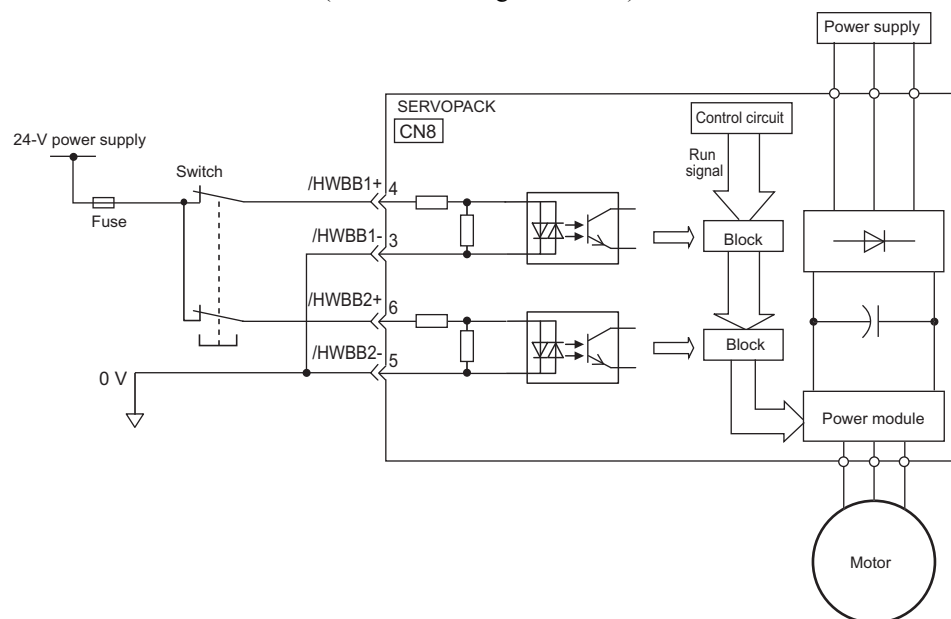 Power supply
SERVOPACK
CN8
Control circuit
24-V power supply
Run
signal
Switch
/HWBB1+
4
Fuse
/HWBB1-
3
Block
/HWBB2+
6
Block
/HWBB2-
5
0 V
Power module
Motor